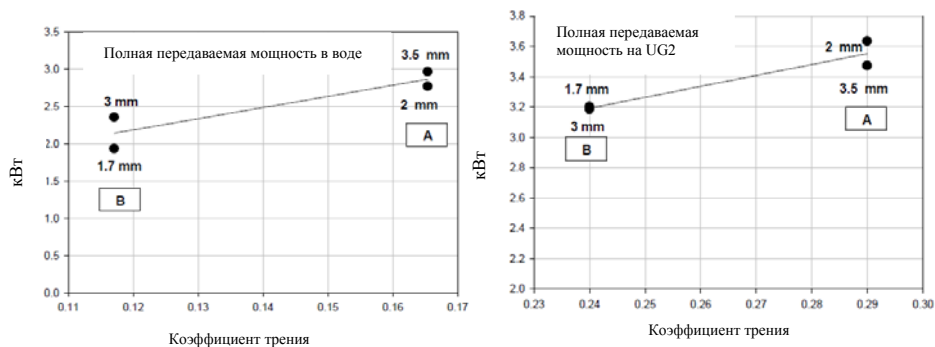 Полная передаваемая мощность в воде
кВт
3.5
3.0
2.5
2.0
1.5
1.0
0.5
0.0
3.5 mm
2 mm
A
3 mm
1.7 mm
B
0.11 0.12 0.13 0.14 0.15 0.16 0.17
Коэффициент трения
Полная передаваемая
мощность на UG2
кВт
3.8
3.6
3.4
3.2
3.0
2.8
2.6
2.4
2.2
2.0
2 mm
3.5 mm
A
1.7 mm
3 mm
B
0.23 0.24 0.25 0.26 0.27 0.28 0.29 0.30
Коэффициент трения